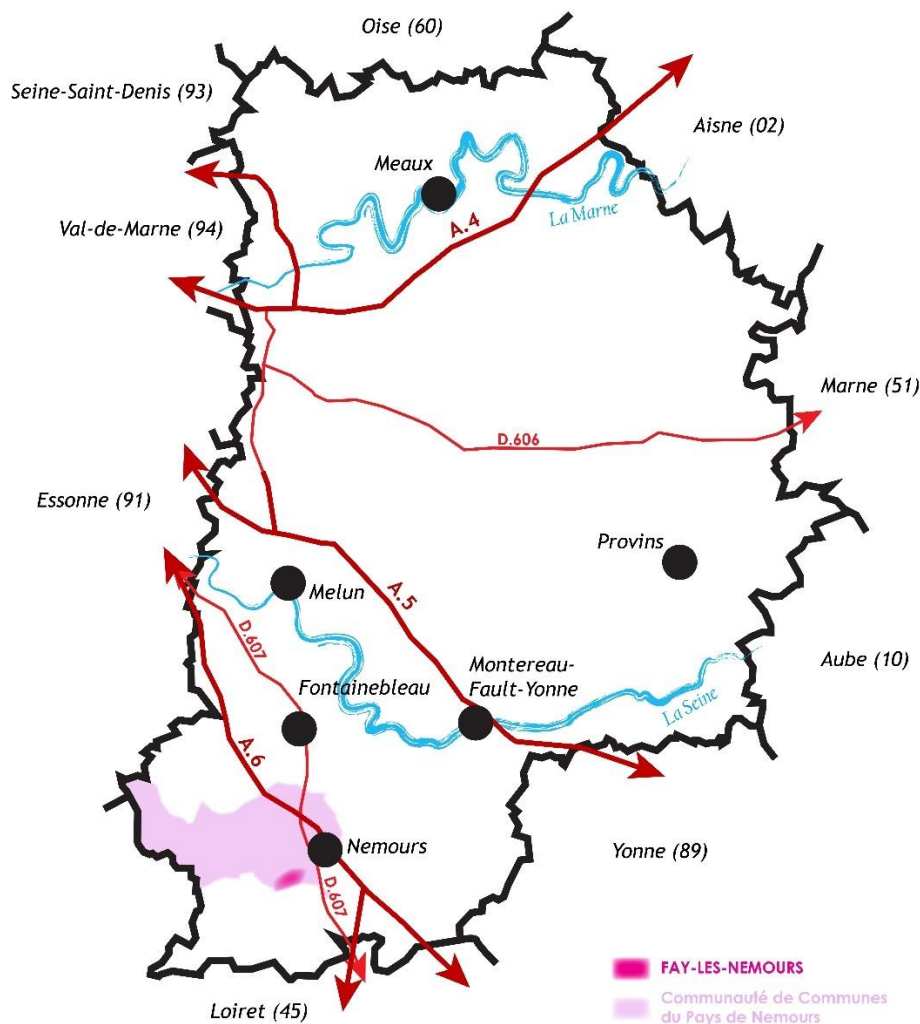 Oise (60)
Seine-Saint-Denis (93)
Aisne (02)
Meaux
La Marne
Val-de-Marne (94)
A.4
Marne (51)
D.606
Essonne (91)
Provins
Melun
A.5
D.607
Montereau-
Fault-Yonne
Aube (10)
Fontainebleau
La Seine
A.6
Nemours
Yonne (89)
D.607
FAY-LES-NEMOURS
Communauté de Communes
du Pays de Nemours
Loiret (45)